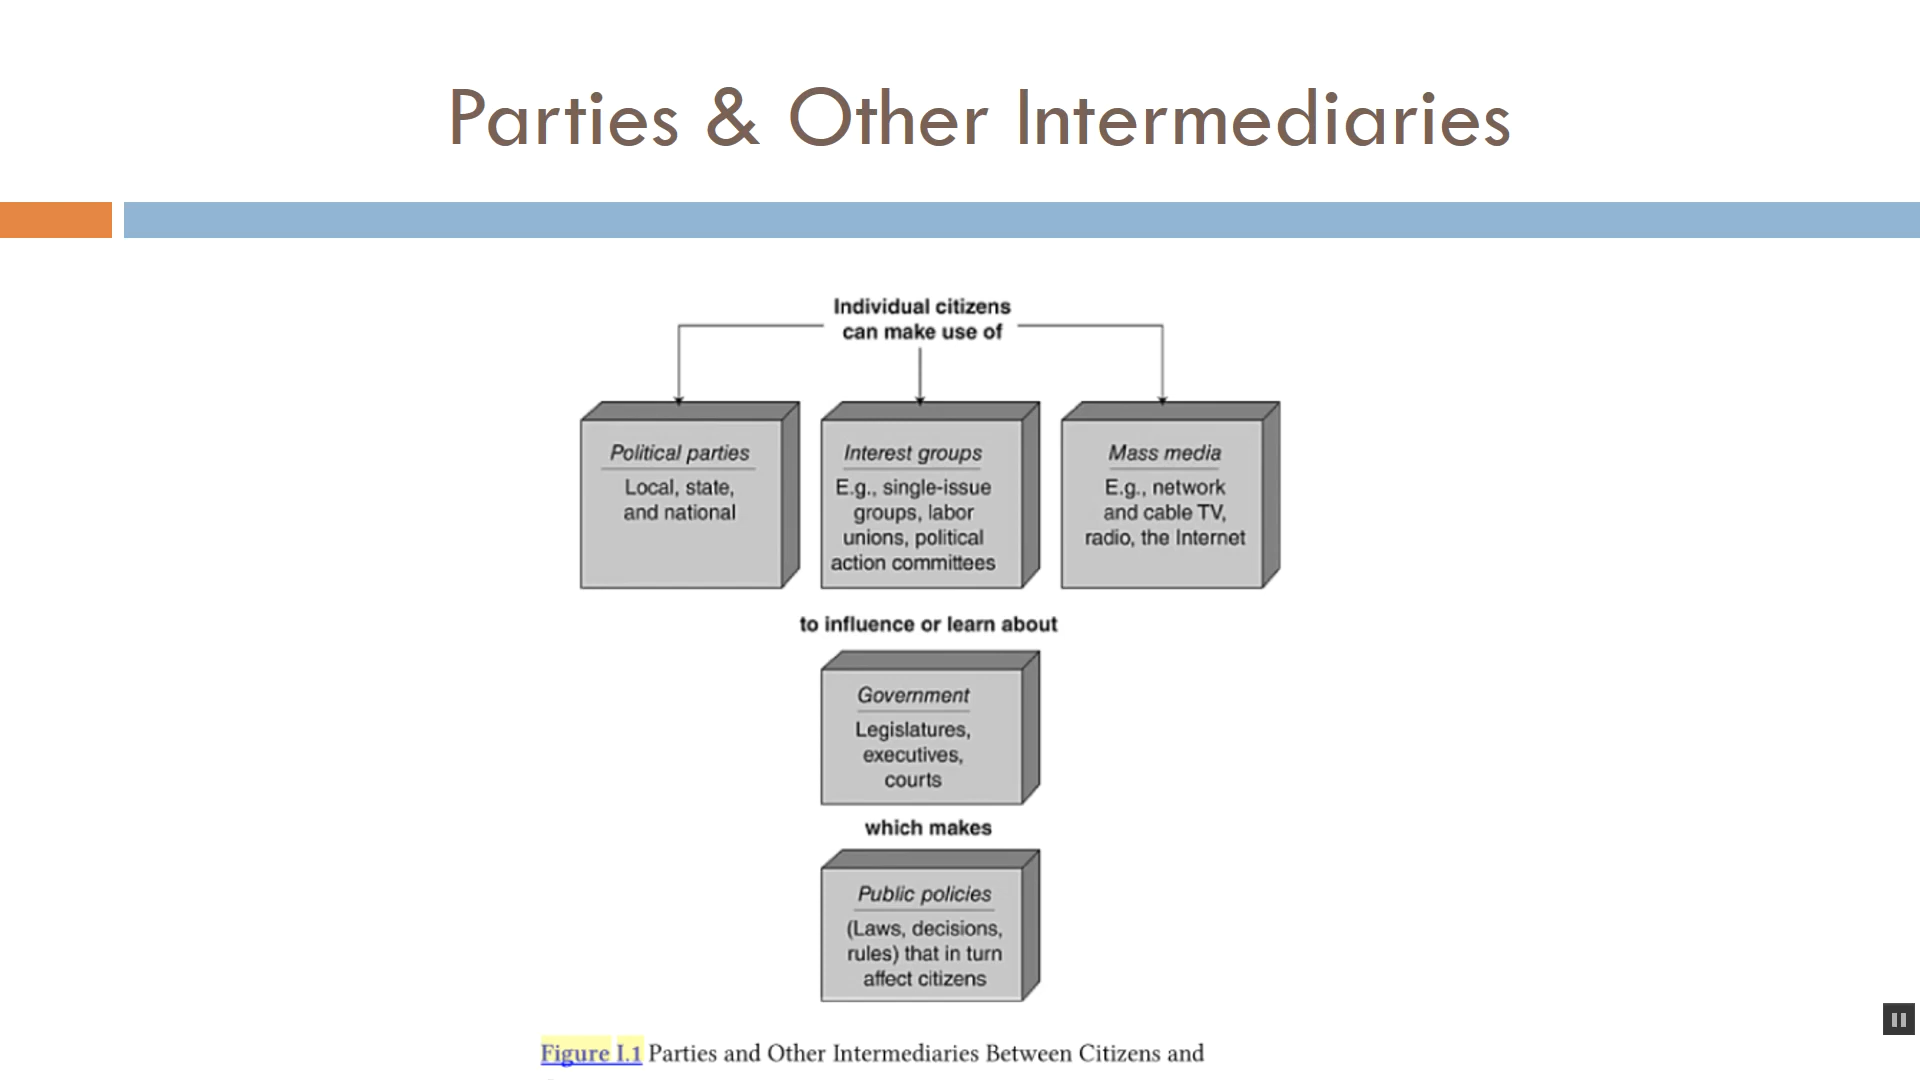 Parties & Other Intermediaries
Individual citizens
can make use of
Political parties
Local, state,
and national
Interest groups
E.g., single-issue
groups, labor
unions, political
action committees
Mass media
E.g., network
and cable TV,
radio, the Internet
to influence or learn about
Government
Legislatures,
executives,
courts
which makes
Public policies
(Laws, decisions,
rules) that in turn
affect citizens
Figure I.1 Parties and Other Intermediaries Between Citizens and